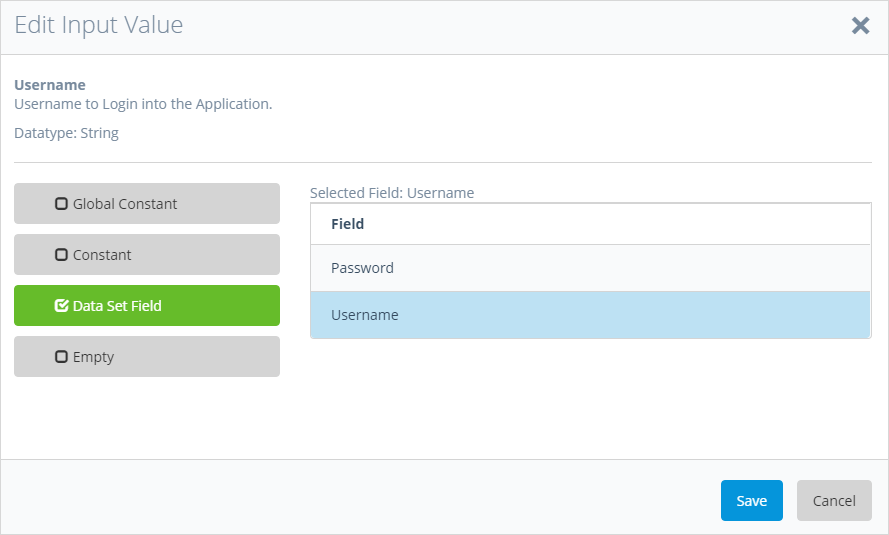 Edit Input Value
Username
Username to Login into the Application.
Datatype: String
Global Constant
Constant
Data Set Field
Empty
Selected Field: Username
Field
Password
Username
Save
Cancel